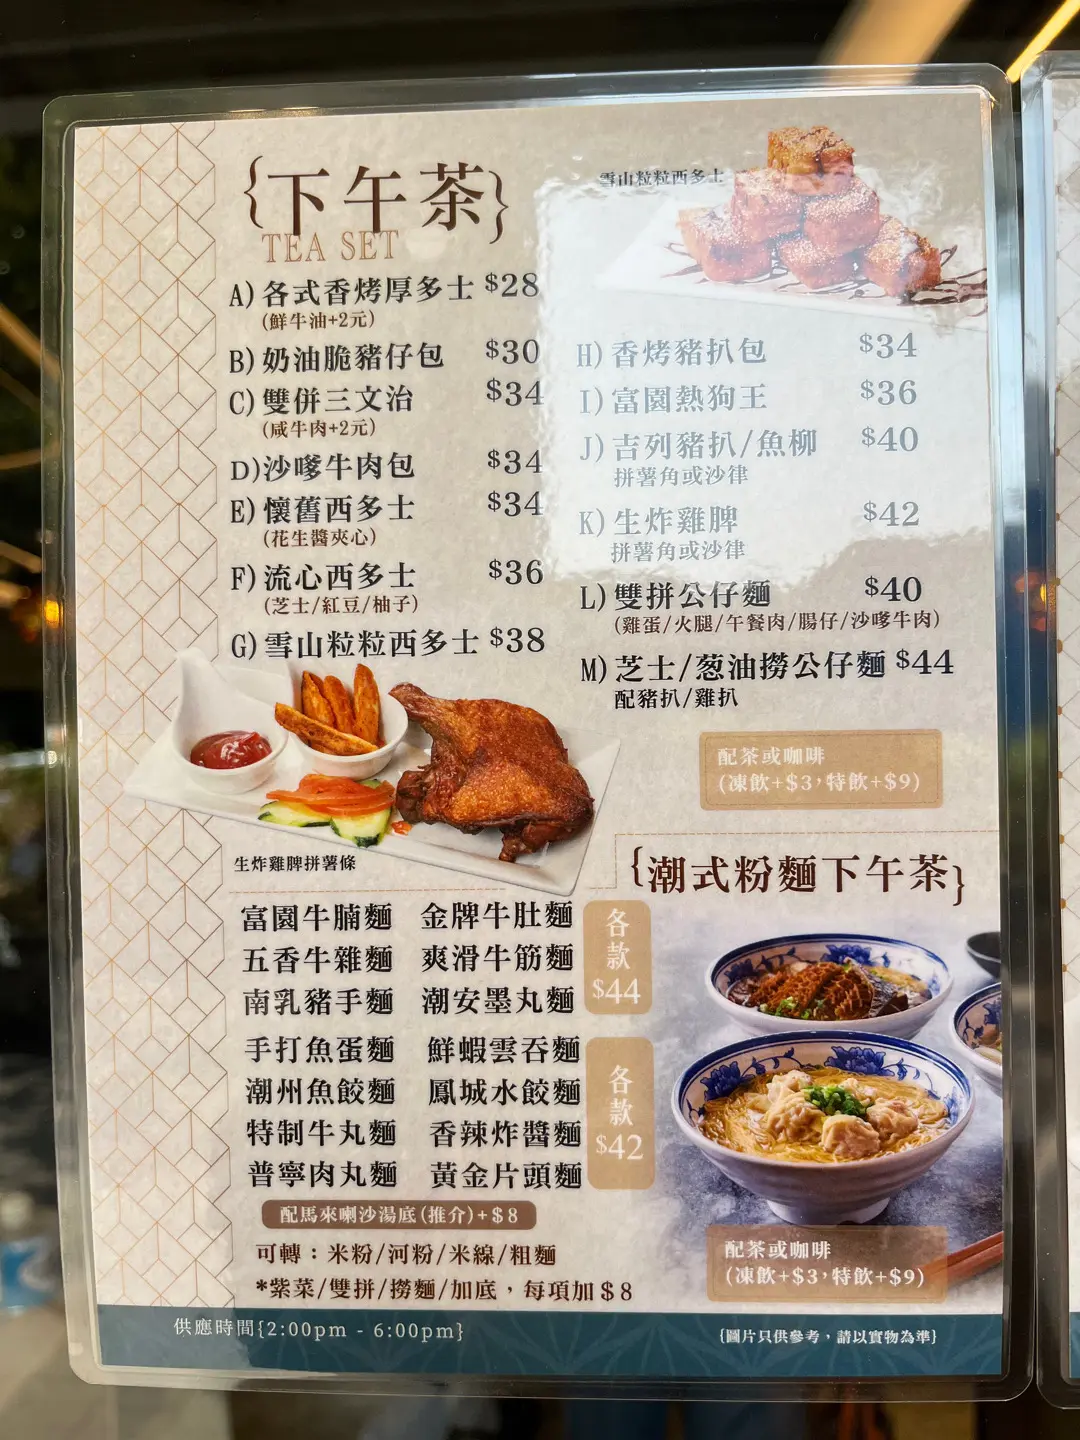 {下午茶}
TEA SET
A) 各式香烤厚多士 $28
(鮮牛油+2元)
B) 奶油脆豬仔包 $30
C) 雙併三文治 $34
(咸牛肉+2元)
D)沙嗲牛肉包 $34
E) 懷舊西多士 $34
(花生醬夾心)
F) 流心西多士 $36
(芝士/紅豆/柚子)
G) 雪山粒粒西多士 $38
雪山粒粒西多士
H) 香烤豬扒包 $34
I) 富園熱狗王 $36
J) 吉列豬扒/魚柳 $40
拼薯角或沙律
K) 生炸雞脾 $42
拼薯角或沙律
L) 雙拼公仔麵 $40
(雞蛋/火腿/午餐肉/腸仔/沙嗲牛肉)
M) 芝士/葱油撈公仔麵 $44
配豬扒/雞扒
配茶或咖啡
(凍飲+$3,特飲+$9)
生炸雞脾拼薯條
{潮式粉麵下午茶}
富園牛腩麵 金牌牛肚麵
五香牛雜麵 爽滑牛筋麵
南乳豬手麵 潮安墨丸麵
各款
$44
手打魚蛋麵 鮮蝦雲吞麵
潮州魚餃麵 鳳城水餃麵
特制牛丸麵 香辣炸醬麵
普寧肉丸麵 黃金片頭麵
各款
$42
配馬來喇沙湯底(推介)+$8
可轉：米粉/河粉/米線/粗麵
*紫菜/雙拼/撈麵/加底，每項加$8
配茶或咖啡
(凍飲+$3,特飲+$9)
供應時間{2:00pm - 6:00pm}
{圖片只供參考，請以實物為準}